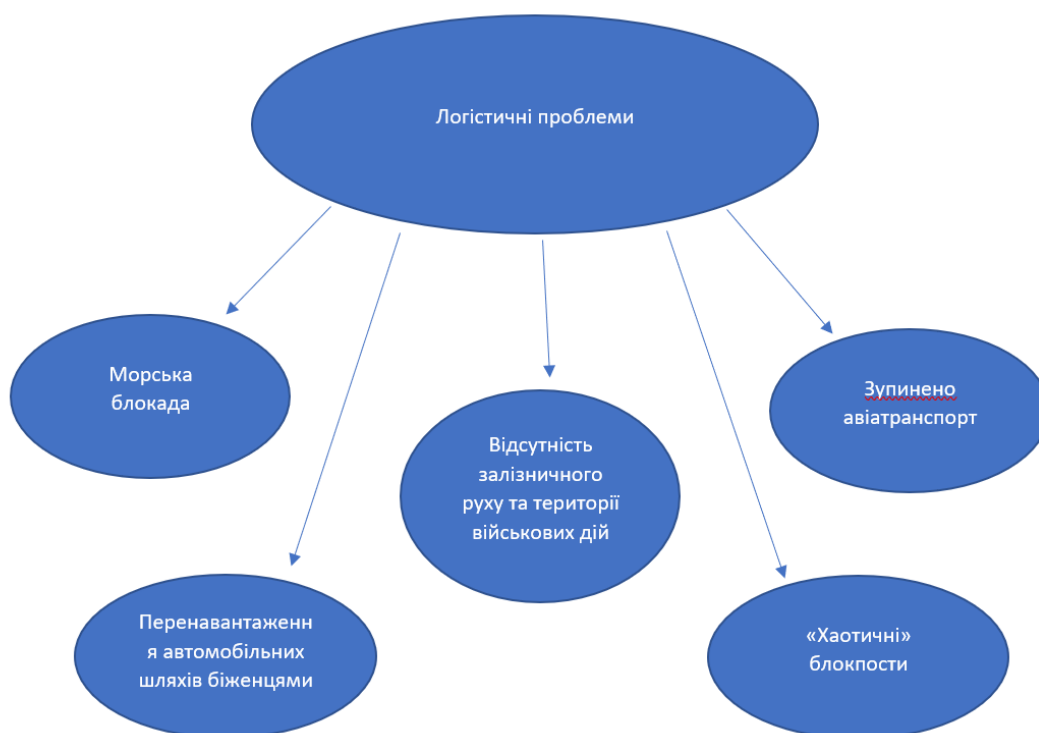 Логістичні проблеми
Морська
блокада
Зупинено
авіатранспорт
Відсутність
залізничного
руху та території
військових дій
Перенавантаженн
я автомобільних
шляхів біженцями
«Хаотичні»
блокпости